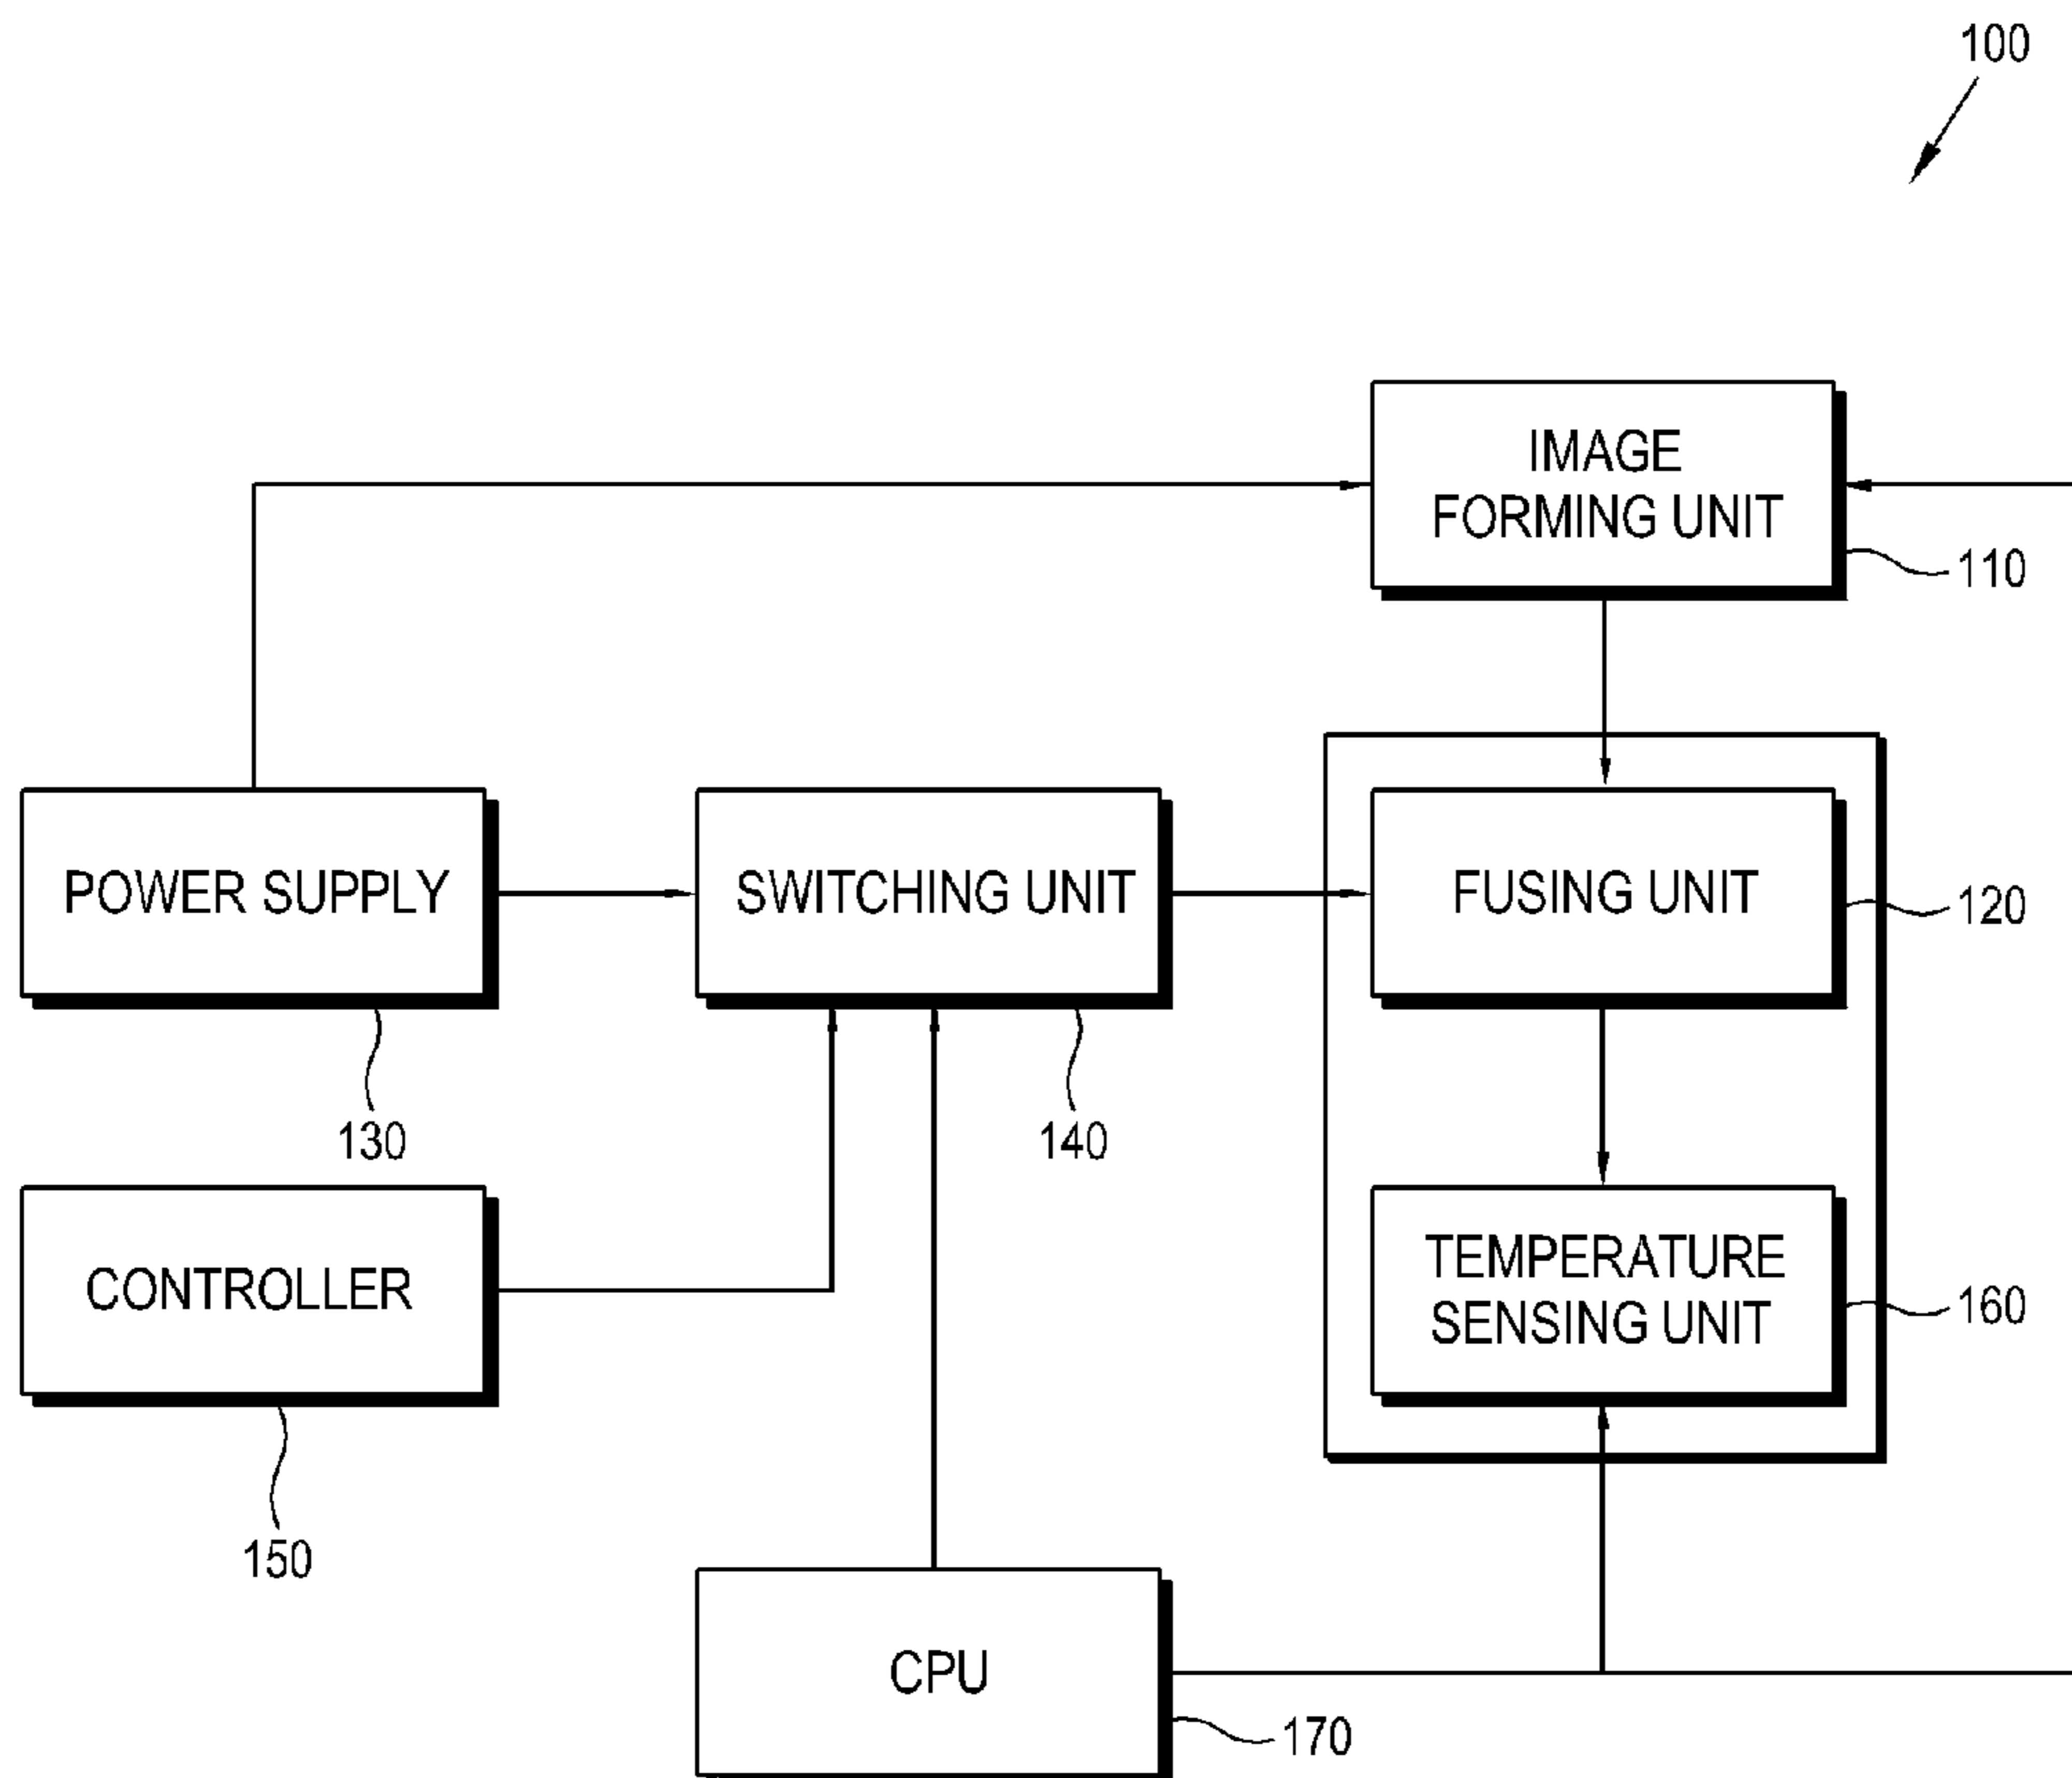 100
IMAGE
FORMING UNIT
110
POWER SUPPLY
SWITCHING UNIT
FUSING UNIT
120
130
140
CONTROLLER
TEMPERATURE
SENSING UNIT
160
150
CPU
170